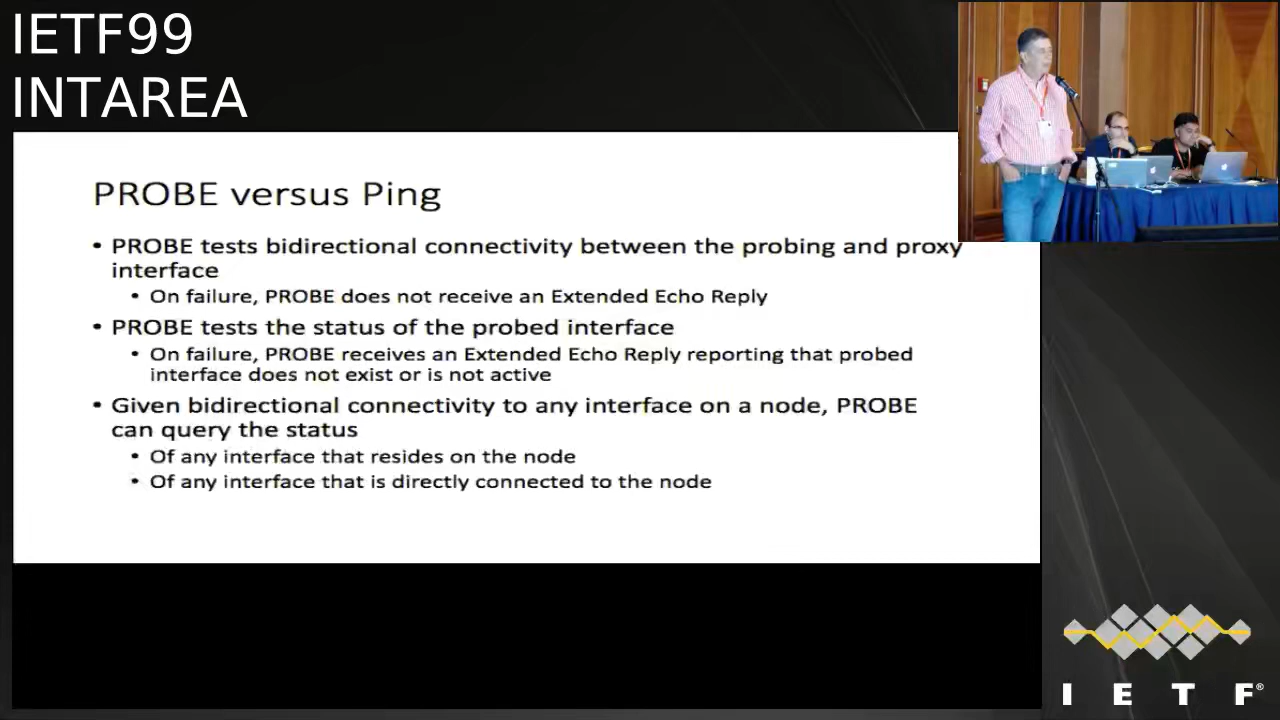 IETF99
INTAREA
PROBE versus Ping
• PROBE tests bidirectional connectivity between the probing and proxy
interface
• On failure, PROBE does not receive an Extended Echo Reply
• PROBE tests the status of the probed interface
• On failure, PROBE receives an Extended Echo Reply reporting that probed
interface does not exist or is not active
• Given bidirectional connectivity to any interface on a node, PROBE
can query the status
• Of any interface that resides on the node
• Of any interface that is directly connected to the node
I E T F®